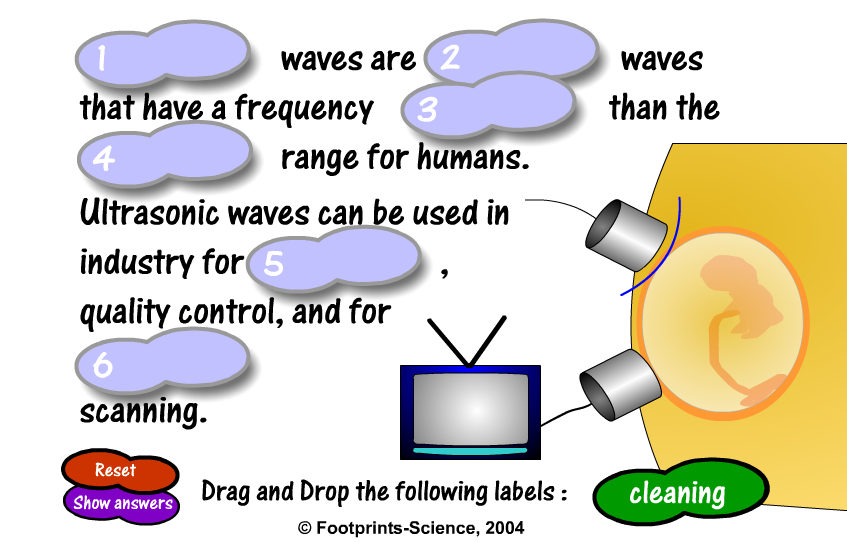 1 waves are 2 waves
that have a frequency 3 than the
4 range for humans.
Ultrasonic waves can be used in
industry for 5 ,
quality control, and for
6
scanning.
Reset
Show answers
Drag and Drop the following labels :
cleaning
© Footprints-Science, 2004